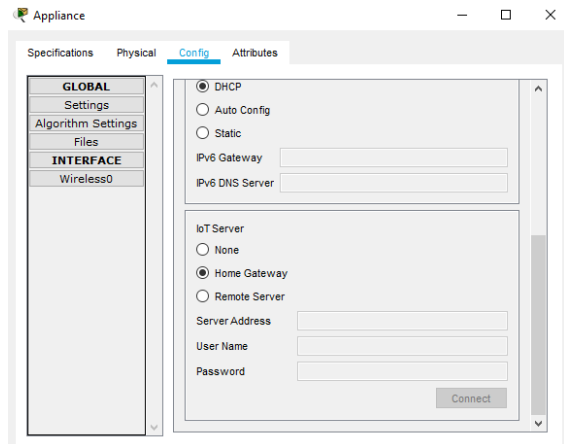 Appliance
Specifications Physical Config Attributes
GLOBAL
Settings
Algorithm Settings
Files
INTERFACE
Wireless0
DHCP
Auto Config
Static
IPv6 Gateway
IPv6 DNS Server
IoT Server
None
Home Gateway
Remote Server
Server Address
User Name
Password
Connect